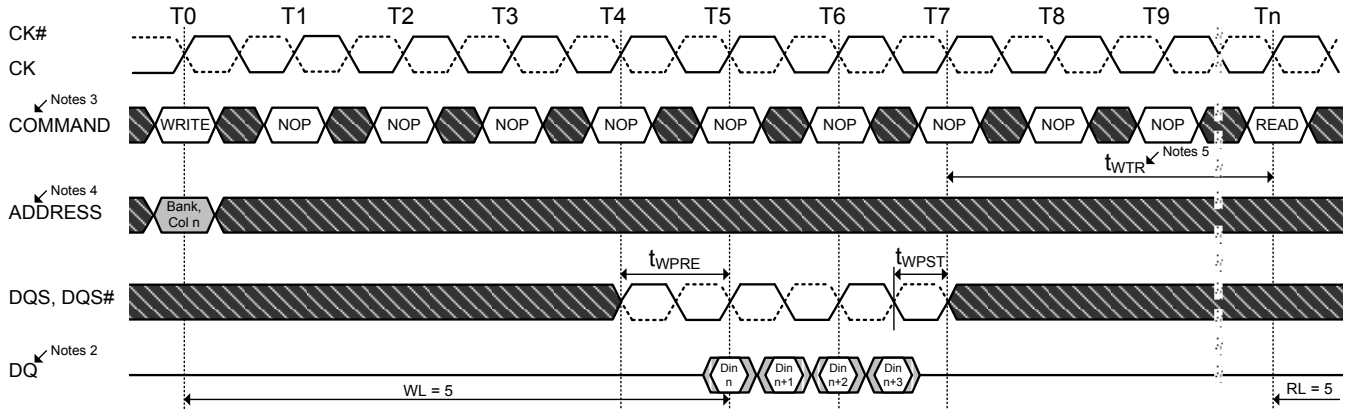 T0 T1 T2 T3 T4 T5 T6 T7 T8 T9 Tn
CK#
CK
Notes 3
COMMAND WRITE NOP NOP NOP NOP NOP NOP NOP NOP NOP READ
tWTR Notes 5
Notes 4
ADDRESS
Bank,
Col n
tWPRE tWPST
DQS, DQS#
Notes 2
DQ
Din n
Din n+1
Din n+2
Din n+3
WL = 5 RL = 5